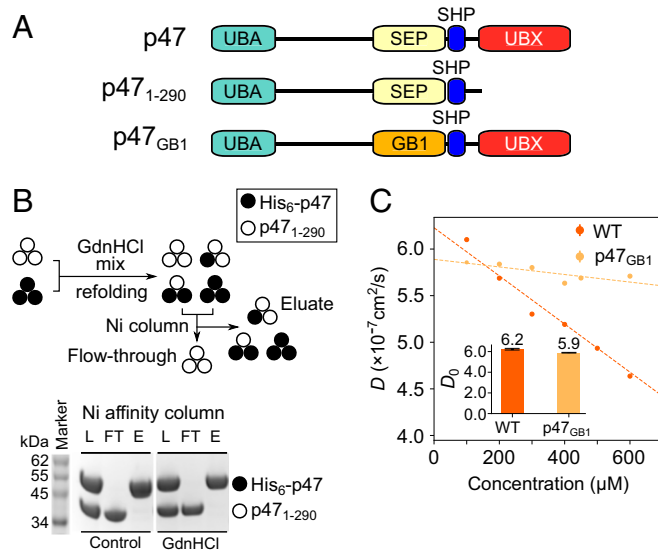 A
SHP
p47 UBA SEP UBX
SHP
p47₁₋₂₉₀ UBA SEP
SHP
p47GB1 UBA GB1 UBX
B
His₆-p47
p47₁₋₂₉₀
GdnHCl
mix
refolding
Eluate
Ni column
Flow-through
Ni affinity column
Marker
kDa L FT E L FT E
62
55
45
34
His₆-p47
p47₁₋₂₉₀
Control GdnHCl
C
WT
p47GB1
D (×10⁻⁷cm²/s)
6.0
5.5
5.0
4.5
4.0
6.2 5.9
D₀
6.0
4.0
2.0
0.0
WT p47GB1
0 200 400 600
Concentration (μM)